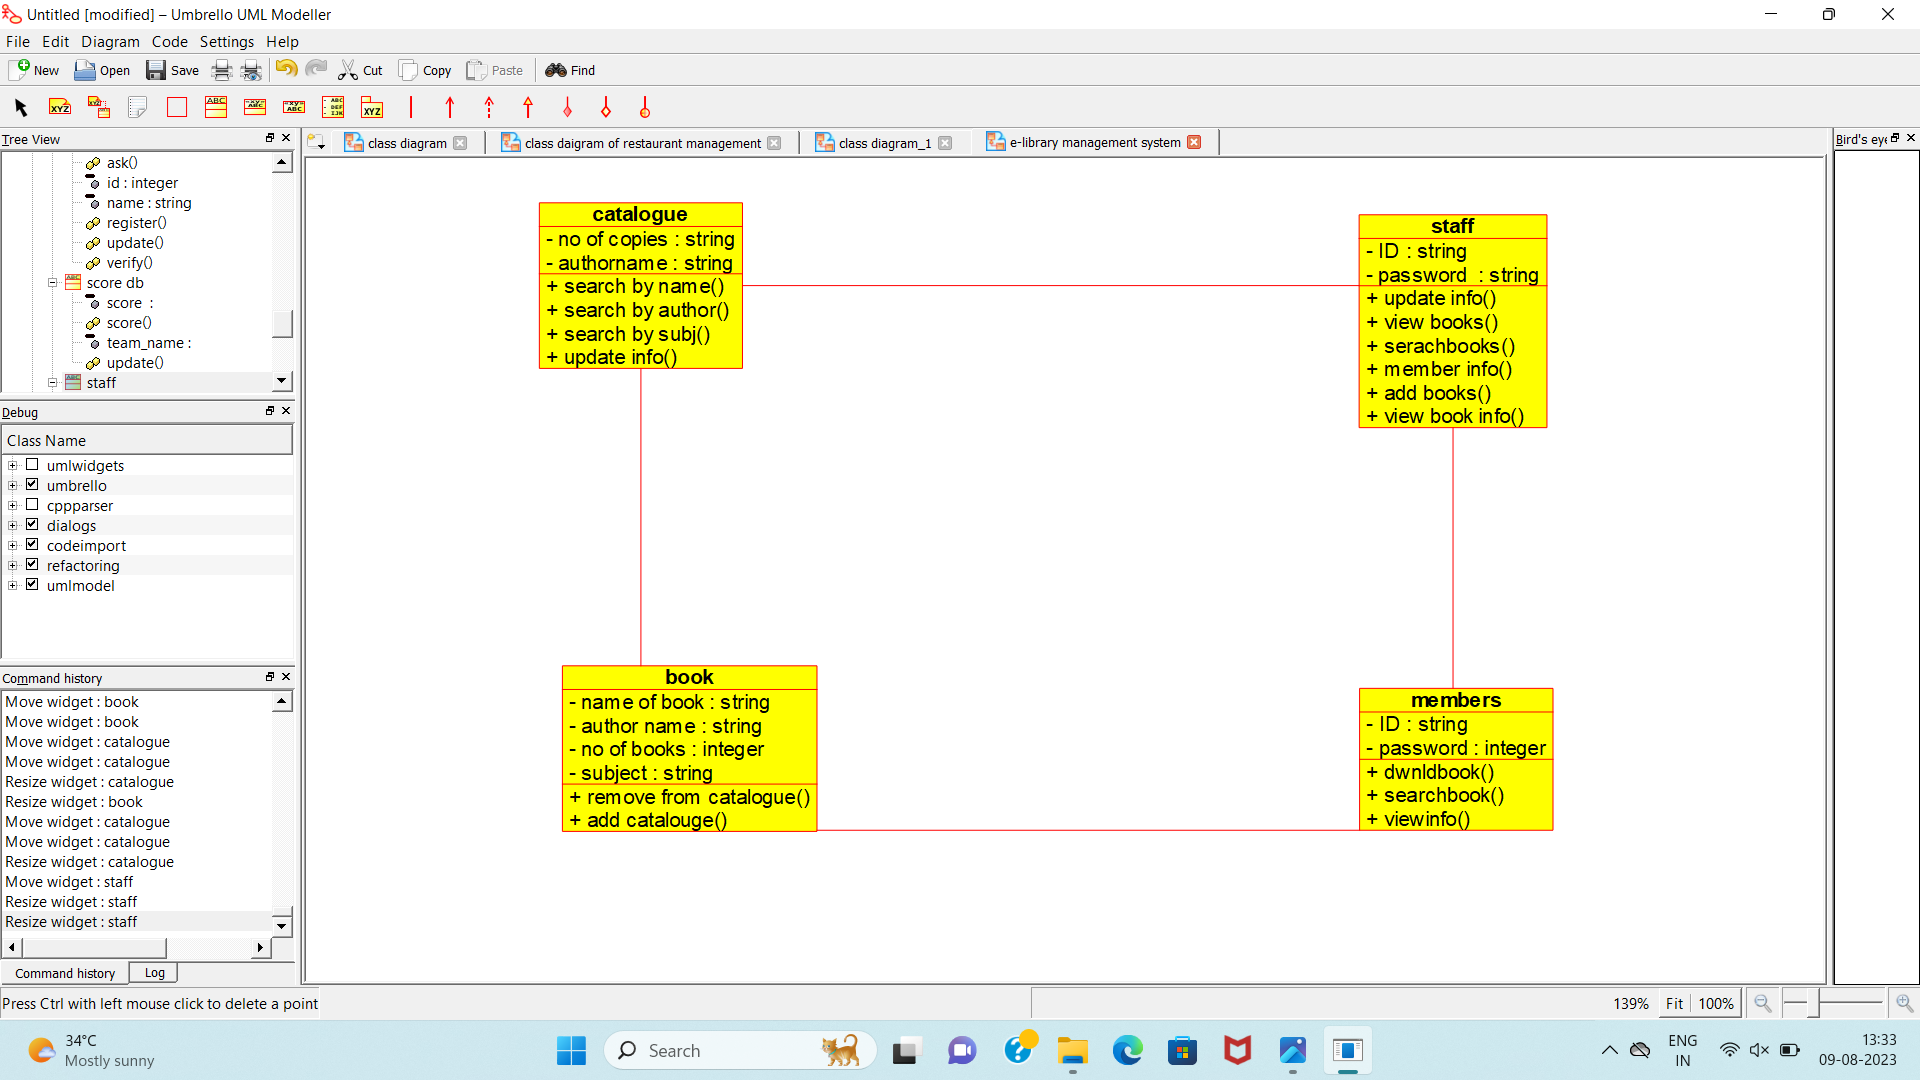 Untitled [modified] – Umbrello UML Modeller
File Edit Diagram Code Settings Help
New Open Save Cut Copy Paste Find
Tree View
ask()
id : integer
name : string
register()
update()
verify()
score db
score :
score()
team_name :
update()
staff
Debug
Class Name
umlwidgets
umbrello
cppparser
dialogs
codeimport
refactoring
umlmodel
Command history
Move widget : book
Move widget : book
Move widget : catalogue
Move widget : catalogue
Resize widget : catalogue
Resize widget : book
Move widget : catalogue
Move widget : catalogue
Resize widget : catalogue
Move widget : staff
Resize widget : staff
Resize widget : staff
Command history Log
class diagram class daigram of restaurant management class diagram_1 e-library management system
Bird's eye
catalogue
- no of copies : string
- authorname : string
+ search by name()
+ search by author()
+ search by subj()
+ update info()
staff
- ID : string
- password : string
+ update info()
+ view books()
+ serachbooks()
+ member info()
+ add books()
+ view book info()
book
- name of book : string
- author name : string
- no of books : integer
- subject : string
+ remove from catalogue()
+ add catalouge()
members
- ID : string
- password : integer
+ dwnldbook()
+ searchbook()
+ viewinfo()
Press Ctrl with left mouse click to delete a point
139% Fit 100%
34°C
Mostly sunny
Search
ENG
IN
13:33
09-08-2023